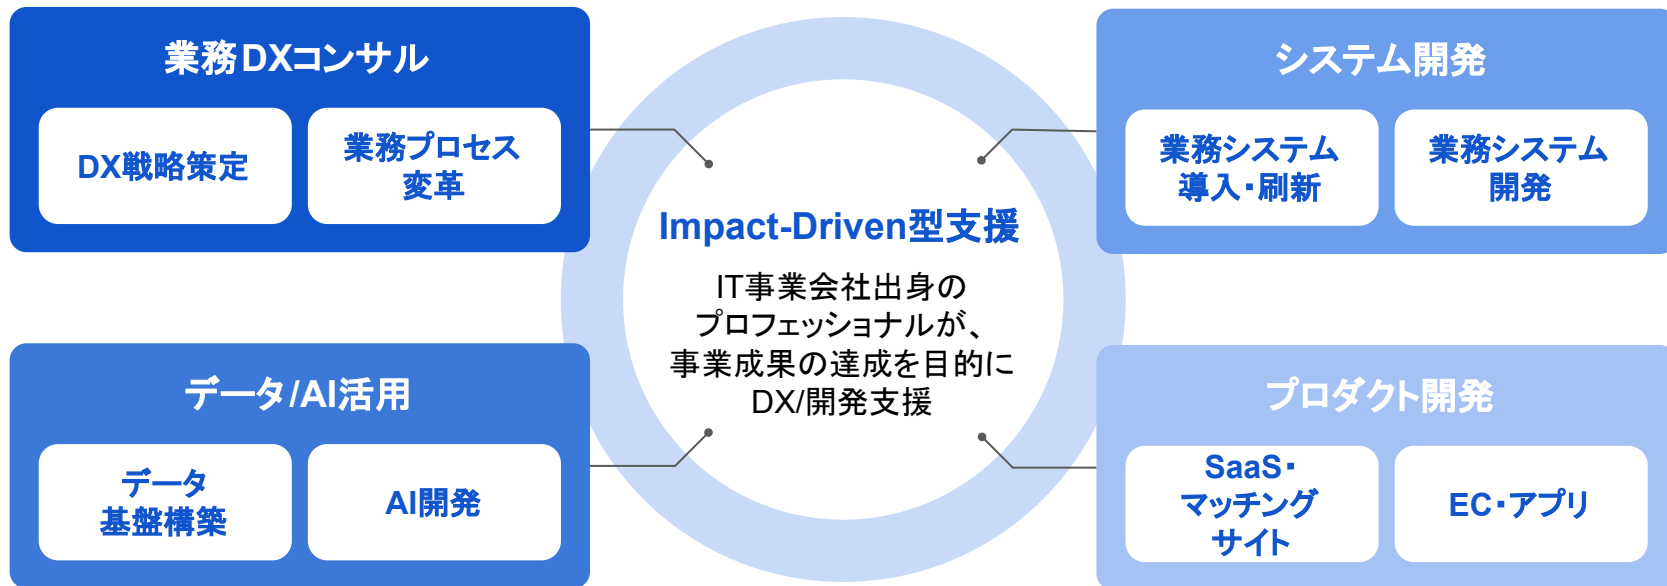 業務DXコンサル
DX戦略策定
業務プロセス
変革
システム開発
業務システム
導入・刷新
業務システム
開発
Impact-Driven型支援
IT事業会社出身の
プロフェッショナルが、
事業成果の達成を目的に
DX/開発支援
データ/AI活用
データ
基盤構築
AI開発
プロダクト開発
SaaS・
マッチング
サイト
EC・アプリ